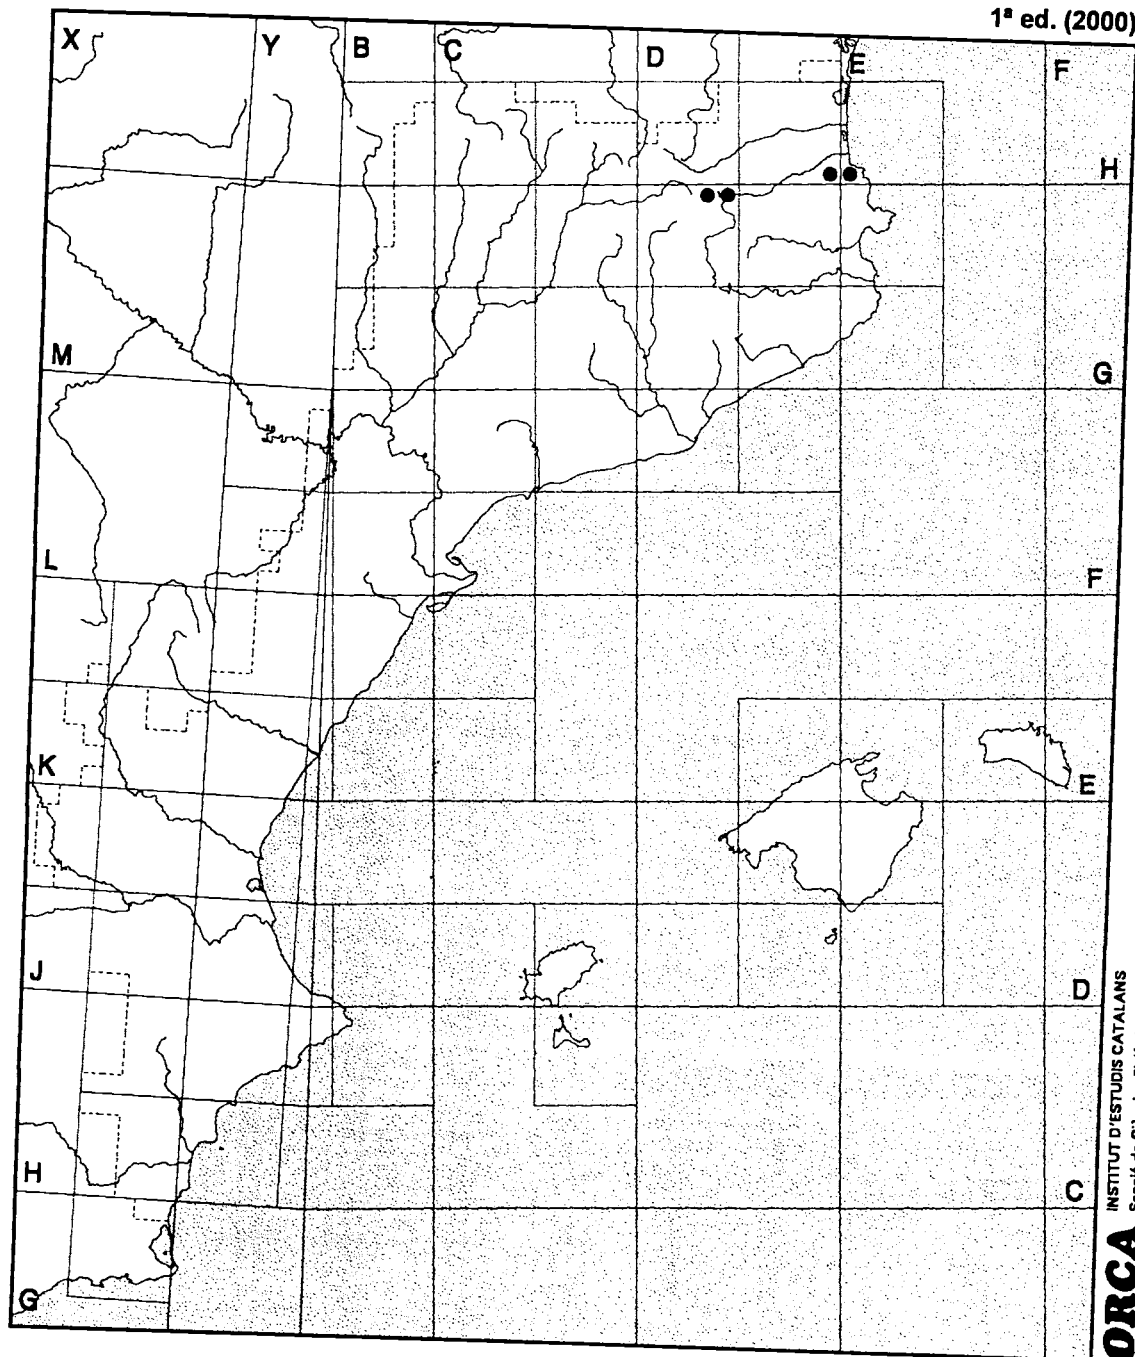 1ª ed. (2000)
X
Y
B
C
D
E
F
H
M
G
L
F
K
E
J
D
H
C
G
INSTITUT D'ESTUDIS CATALANS
ORCA